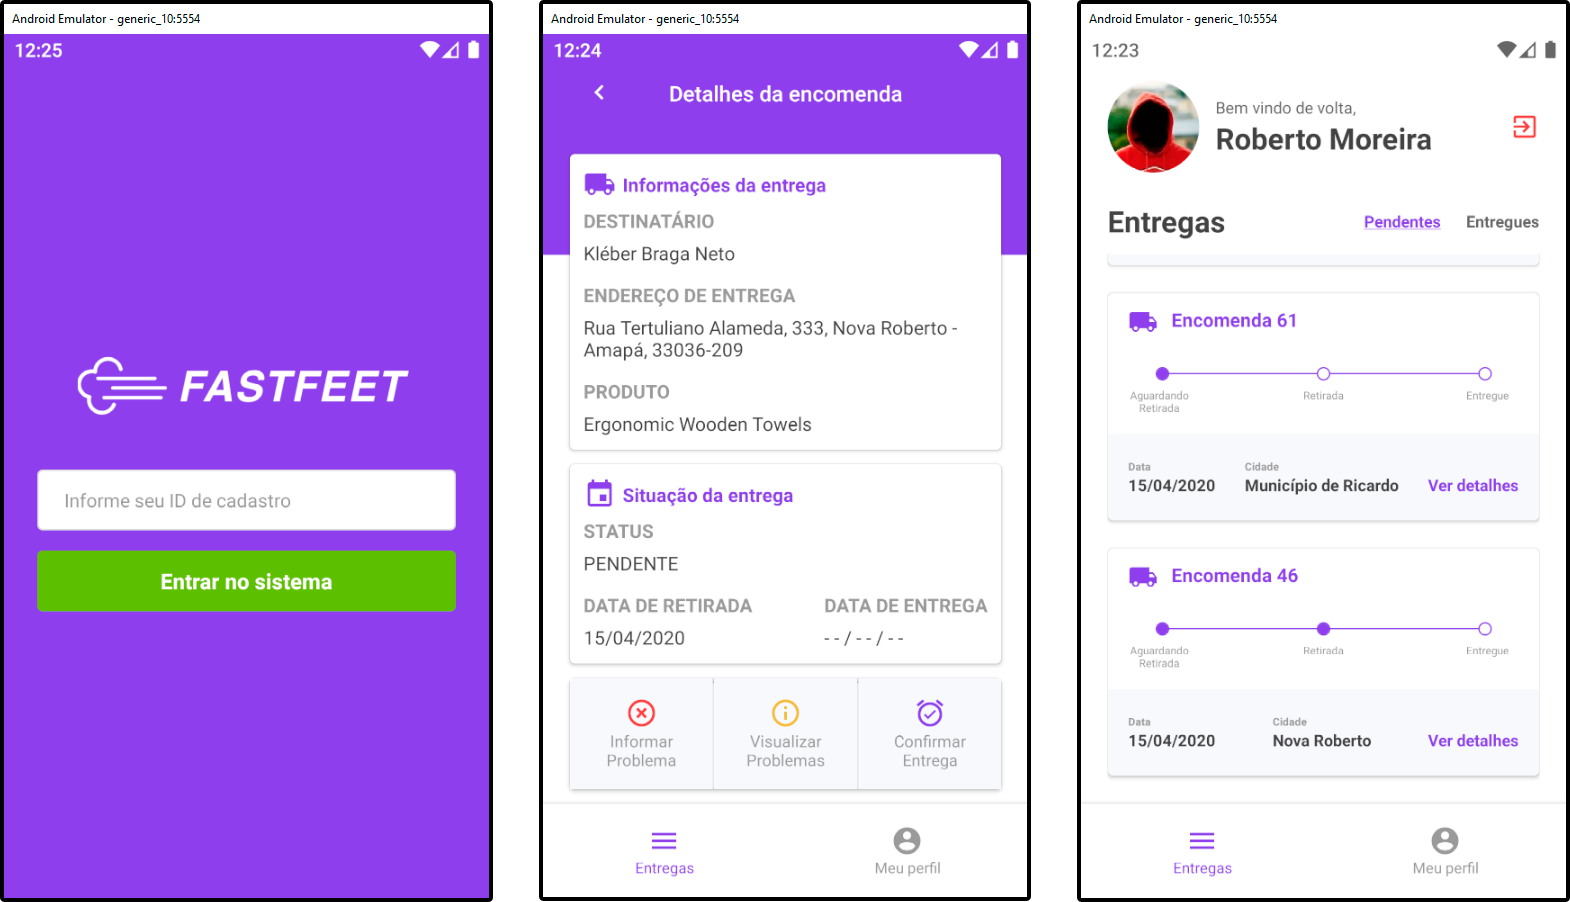 Android Emulator - generic_10:5554
12:25
FASTFEET
Informe seu ID de cadastro
Entrar no sistema
Android Emulator - generic_10:5554
12:24
Detalhes da encomenda
Informações da entrega
DESTINATÁRIO
Kléber Braga Neto
ENDEREÇO DE ENTREGA
Rua Tertuliano Alameda, 333, Nova Roberto -
Amapá, 33036-209
PRODUTO
Ergonomic Wooden Towels
Situação da entrega
STATUS
PENDENTE
DATA DE RETIRADA DATA DE ENTREGA
15/04/2020 - - / - - / - -
Informar
Problema
Visualizar
Problemas
Confirmar
Entrega
Entregas Meu perfil
Android Emulator - generic_10:5554
12:23
Bem vindo de volta,
Roberto Moreira
Entregas Pendentes Entregues
Encomenda 61
Aguardando
Retirada
Retirada
Entregue
Data Cidade
15/04/2020 Município de Ricardo Ver detalhes
Encomenda 46
Aguardando
Retirada
Retirada
Entregue
Data Cidade
15/04/2020 Nova Roberto Ver detalhes
Entregas Meu perfil